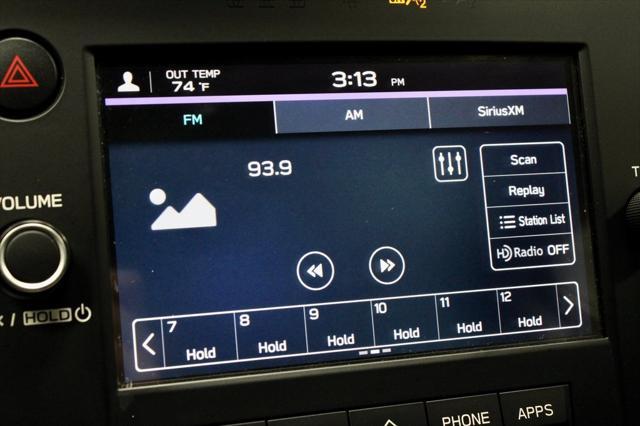 OUT TEMP
74 °F
3:13 PM
FM
AM
SiriusXM
93.9
Scan
Replay
Station List
HD Radio OFF
VOLUME
HOLD
7 Hold
8 Hold
9 Hold
10 Hold
11 Hold
12 Hold
PHONE
APPS